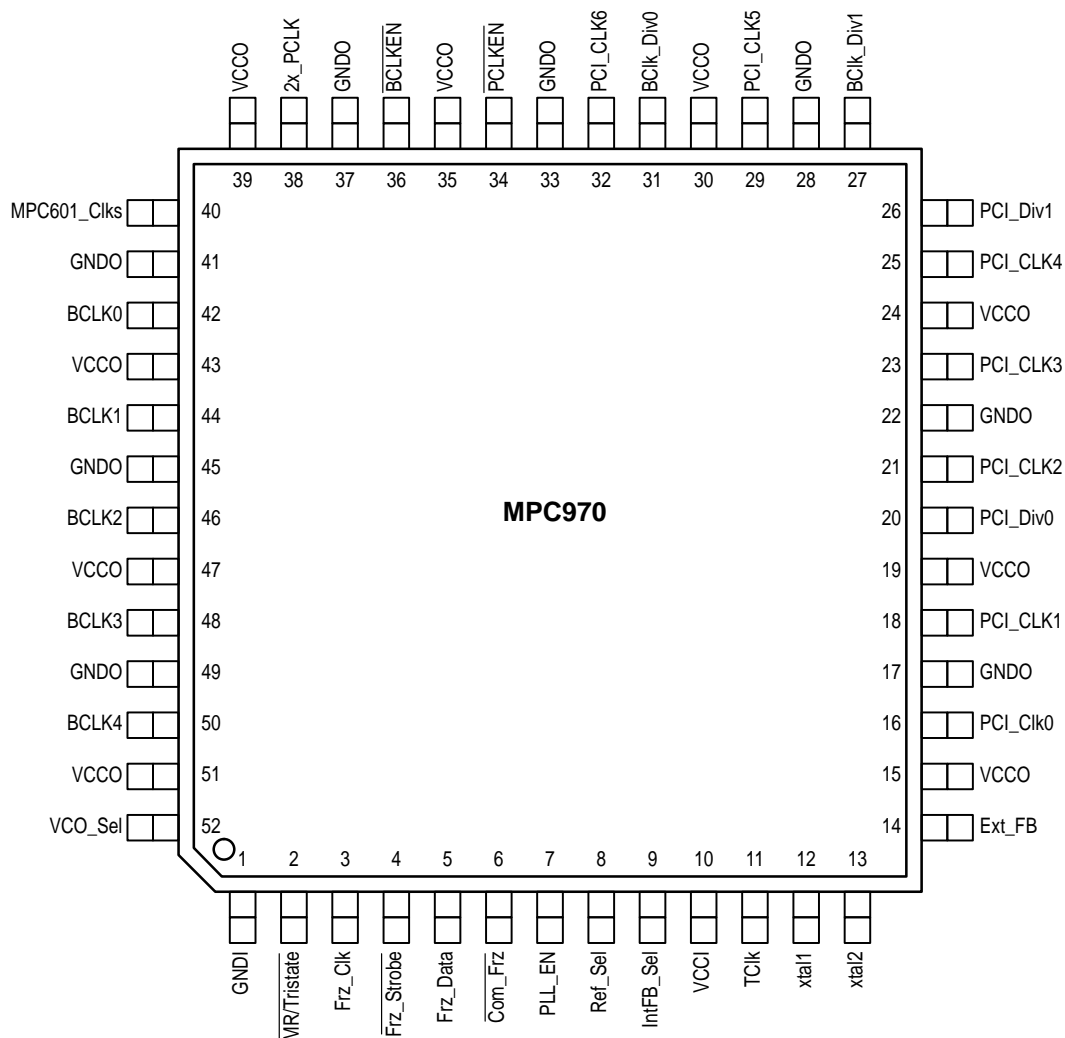 VCCO
2x_PCLK
GNDO
BCLKEN
VCCO
PCLKEN
GNDO
PCI_CLK6
BClk_Div0
VCCO
PCI_CLK5
GNDO
BClk_Div1
39 38 37 36 35 34 33 32 31 30 29 28 27
MPC601_Clks 40 26 PCI_Div1
GNDO 41 25 PCI_CLK4
BCLK0 42 24 VCCO
VCCO 43 23 PCI_CLK3
BCLK1 44 22 GNDO
GNDO 45 21 PCI_CLK2
MPC970
BCLK2 46 20 PCI_Div0
VCCO 47 19 VCCO
BCLK3 48 18 PCI_CLK1
GNDO 49 17 GNDO
BCLK4 50 16 PCI_Clk0
VCCO 51 15 VCCO
VCO_Sel 52 14 Ext_FB
1 2 3 4 5 6 7 8 9 10 11 12 13
GNDI
MR/Tristate
Frz_Clk
Frz_Strobe
Frz_Data
Com_Frz
PLL_EN
Ref_Sel
IntFB_Sel
VCCI
TClk
xtal1
xtal2